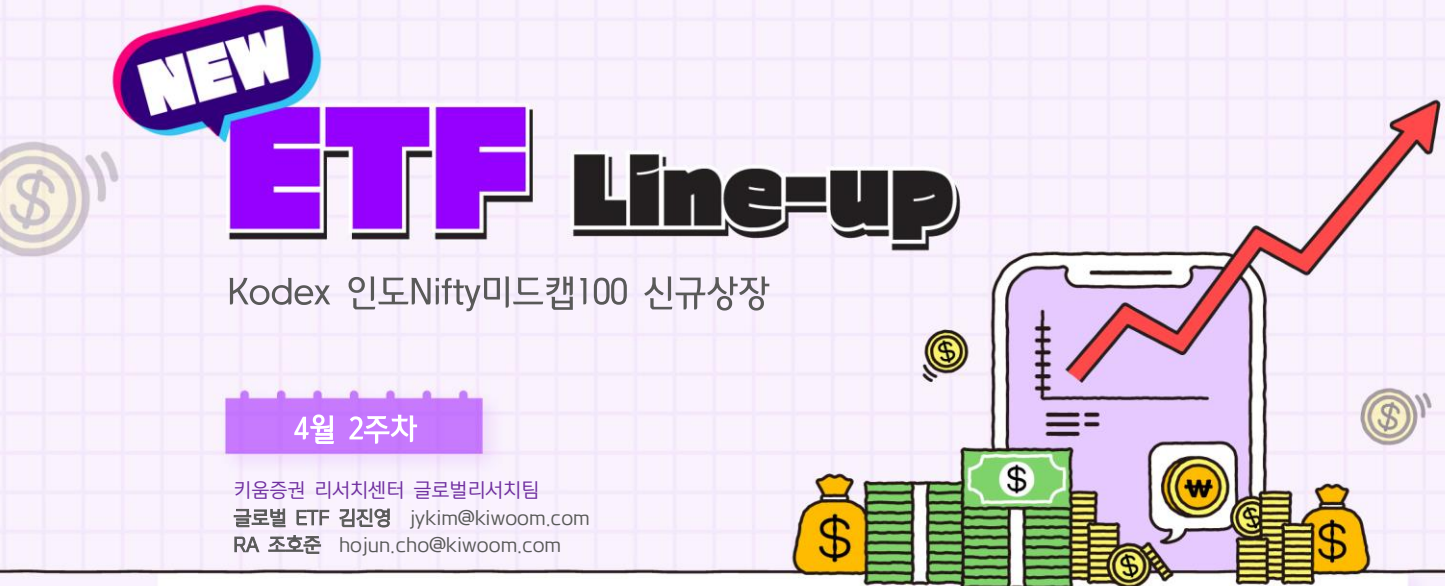 NEW
ETF Line-up
Kodex 인도Nifty미드캡100 신규상장
4월 2주차
키움증권 리서치센터 글로벌리서치팀
글로벌 ETF 김진영 jykim@kiwoom.com
RA 조호준 hojun.cho@kiwoom.com
$
$
$
$
₩
$
$
$
$